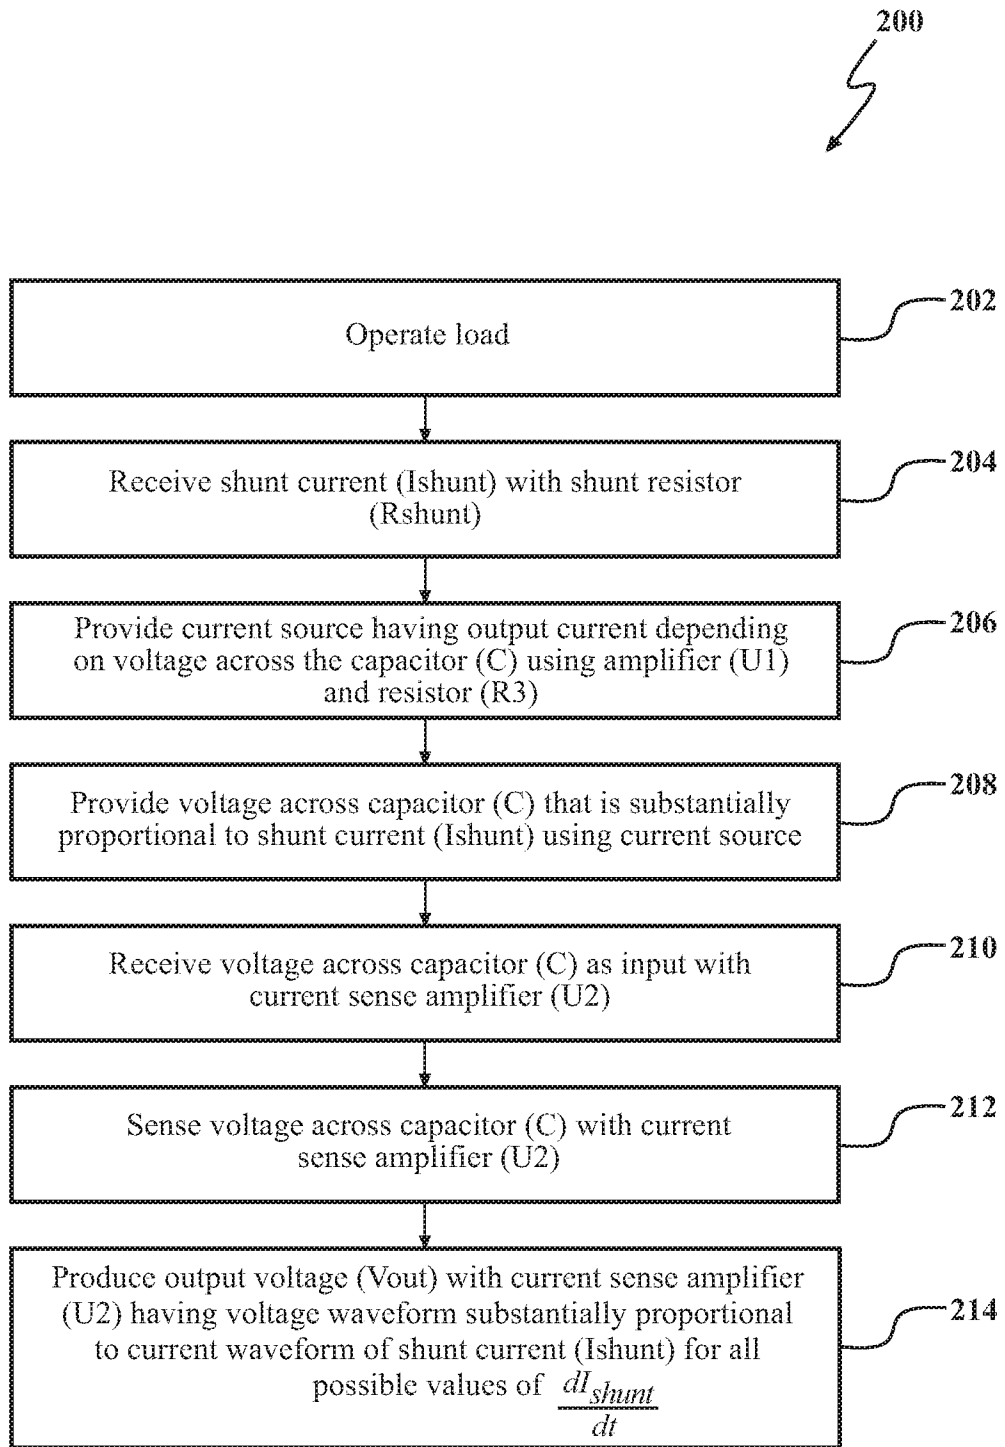 200
Operate load
202
Receive shunt current (Ishunt) with shunt resistor
(Rshunt)
204
Provide current source having output current depending
on voltage across the capacitor (C) using amplifier (U1)
and resistor (R3)
206
Provide voltage across capacitor (C) that is substantially
proportional to shunt current (Ishunt) using current source
208
Receive voltage across capacitor (C) as input with
current sense amplifier (U2)
210
Sense voltage across capacitor (C) with current
sense amplifier (U2)
212
Produce output voltage (Vout) with current sense amplifier
(U2) having voltage waveform substantially proportional
to current waveform of shunt current (Ishunt) for all
possible values of dIshunt
dt
214